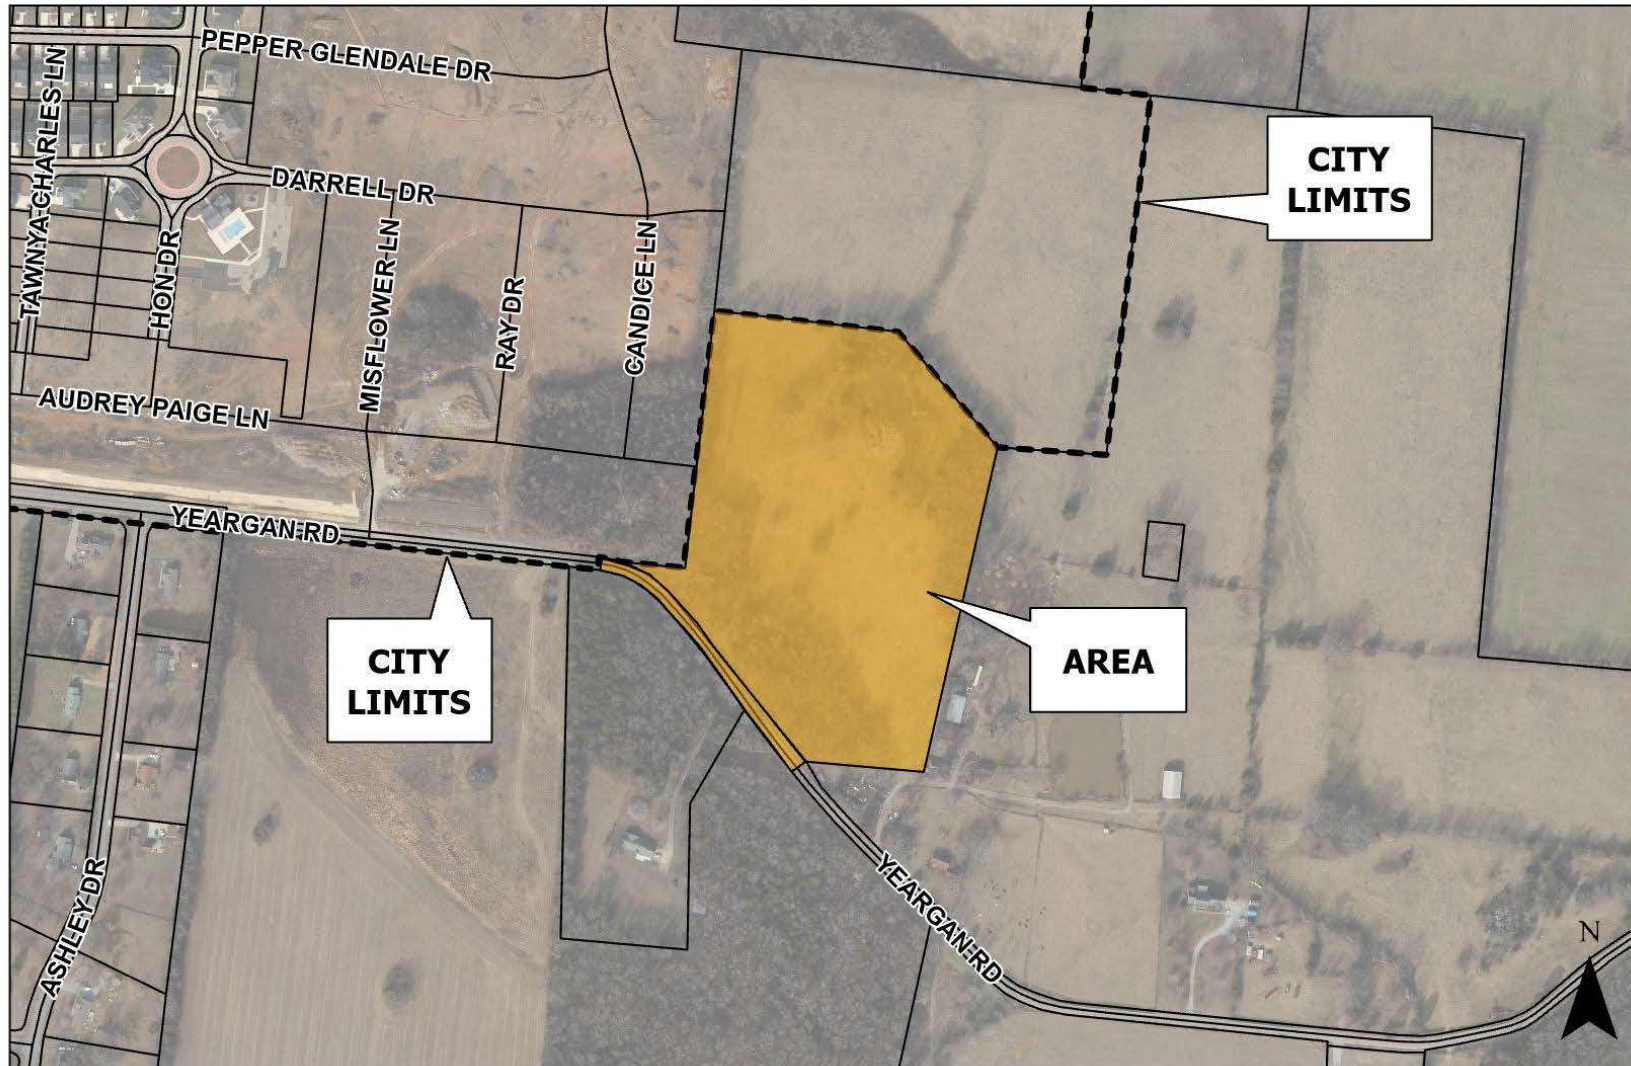 PEPPER GLENDALE DR
TAWNYA CHARLES LN
DARRELL DR
HON DR
MISFLOWER LN
RAY DR
CANDICE LN
CITY
LIMITS
AUDREY PAIGE LN
YEARGAN RD
CITY
LIMITS
AREA
ASHLEY DR
YEARGAN RD
N